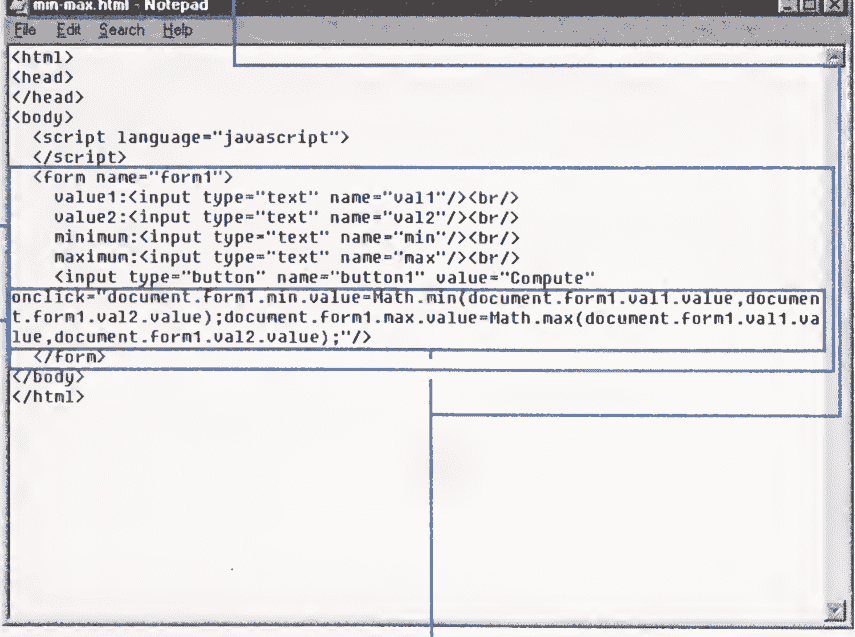 min-max.html - Notepad
File Edit Search Help
<html>
<head>
</head>
<body>
<script language="javascript">
</script>
<form name="form1">
value1:<input type="text" name="val1"/><br/>
value2:<input type="text" name="val2"/><br/>
minimum:<input type="text" name="min"/><br/>
maximum:<input type="text" name="max"/><br/>
<input type="button" name="button1" value="Compute"
onclick="document.form1.min.value=Math.min(document.form1.val1.value,documen
t.form1.val2.value);document.form1.max.value=Math.max(document.form1.val1.va
lue,document.form1.val2.value);"/>
</form>
</body>
</html>